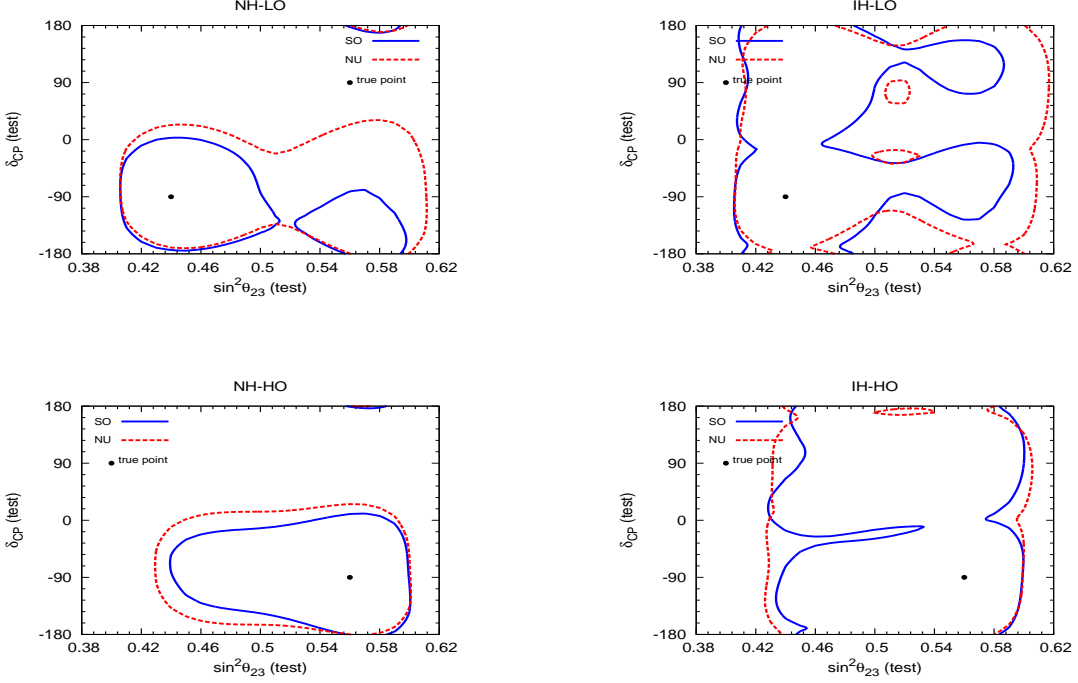 NH-LO
180
90
0
-90
-180
δCP (test)
SO
NU
true point
0.38 0.42 0.46 0.5 0.54 0.58 0.62
sin²θ23 (test)
IH-LO
180
90
0
-90
-180
δCP (test)
SO
NU
true point
0.38 0.42 0.46 0.5 0.54 0.58 0.62
sin²θ23 (test)
NH-HO
180
90
0
-90
-180
δCP (test)
SO
NU
true point
0.38 0.42 0.46 0.5 0.54 0.58 0.62
sin²θ23 (test)
IH-HO
180
90
0
-90
-180
δCP (test)
SO
NU
true point
0.38 0.42 0.46 0.5 0.54 0.58 0.62
sin²θ23 (test)